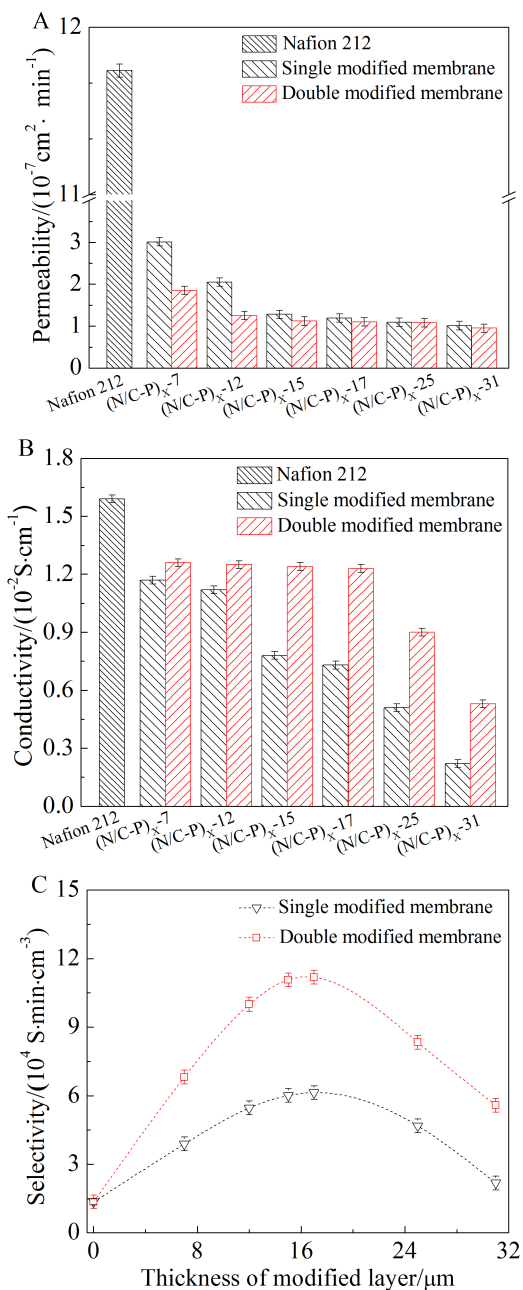 A
12
11
3
2
1
0
Permeability/(10⁻⁷cm²· min⁻¹)
Nafion 212
Single modified membrane
Double modified membrane
Nafion 212
(N/C-P)ₓ-7
(N/C-P)ₓ-12
(N/C-P)ₓ-15
(N/C-P)ₓ-17
(N/C-P)ₓ-25
(N/C-P)ₓ-31
B
1.8
1.5
1.2
0.9
0.6
0.3
0.0
Conductivity/(10⁻²S·cm⁻¹)
Nafion 212
Single modified membrane
Double modified membrane
Nafion 212
(N/C-P)ₓ-7
(N/C-P)ₓ-12
(N/C-P)ₓ-15
(N/C-P)ₓ-17
(N/C-P)ₓ-25
(N/C-P)ₓ-31
C
15
12
9
6
3
0
Selectivity/(10⁴ S·min·cm⁻³)
Single modified membrane
Double modified membrane
0
8
16
24
32
Thickness of modified layer/μm